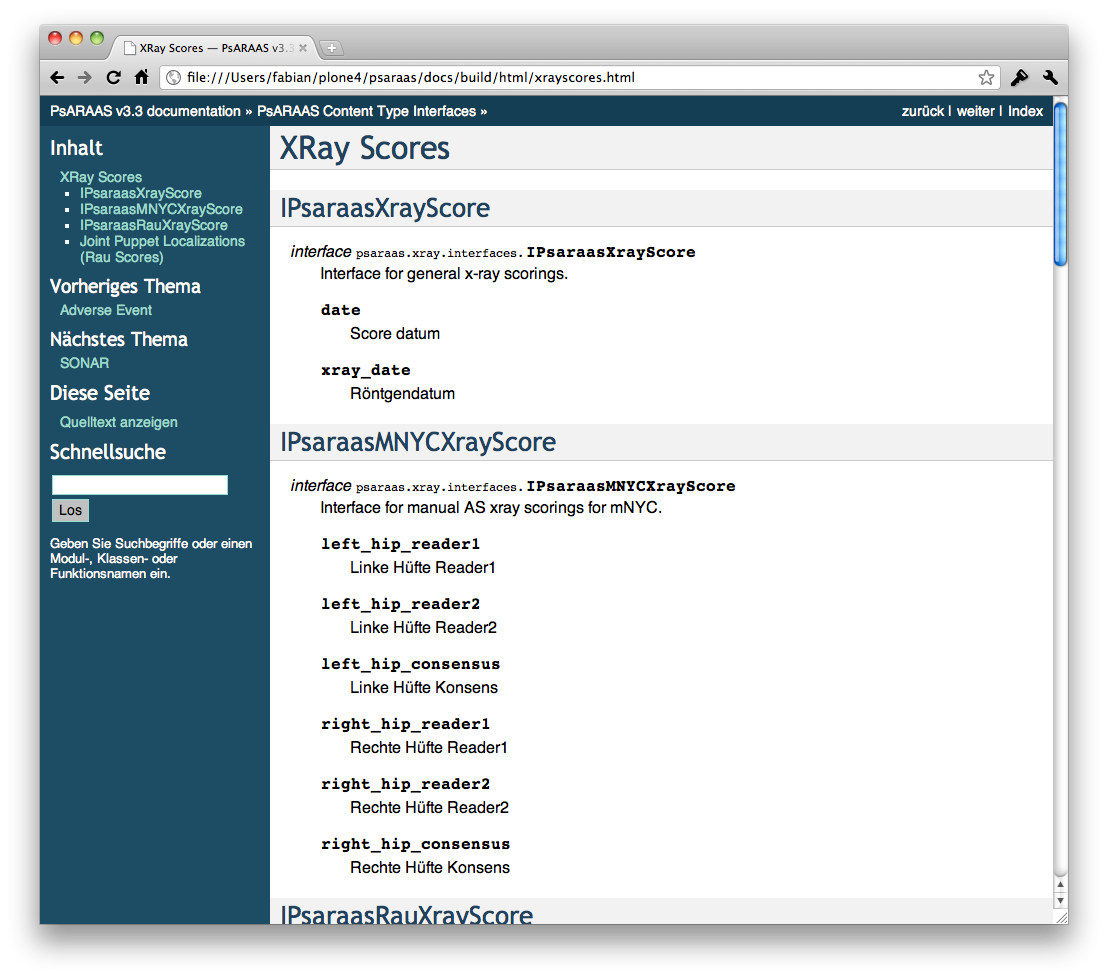 XRay Scores — PsARAAS v3.3
file:///Users/fabian/plone4/psaraas/docs/build/html/xrayscores.html
PsARAAS v3.3 documentation » PsARAAS Content Type Interfaces »
zurück | weiter | Index
Inhalt
XRay Scores
IPsaraasXrayScore
IPsaraasMNYCXrayScore
IPsaraasRauXrayScore
Joint Puppet Localizations
(Rau Scores)
Vorheriges Thema
Adverse Event
Nächstes Thema
SONAR
Diese Seite
Quelltext anzeigen
Schnellsuche
Los
Geben Sie Suchbegriffe oder einen
Modul-, Klassen- oder
Funktionsnamen ein.
XRay Scores
IPsaraasXrayScore
interface psaraas.xray.interfaces.IPsaraasXrayScore
Interface for general x-ray scorings.
date
Score datum
xray_date
Röntgendatum
IPsaraasMNYCXrayScore
interface psaraas.xray.interfaces.IPsaraasMNYCXrayScore
Interface for manual AS xray scorings for mNYC.
left_hip_reader1
Linke Hüfte Reader1
left_hip_reader2
Linke Hüfte Reader2
left_hip_consensus
Linke Hüfte Konsens
right_hip_reader1
Rechte Hüfte Reader1
right_hip_reader2
Rechte Hüfte Reader2
right_hip_consensus
Rechte Hüfte Konsens
IPsaraasRauXrayScore